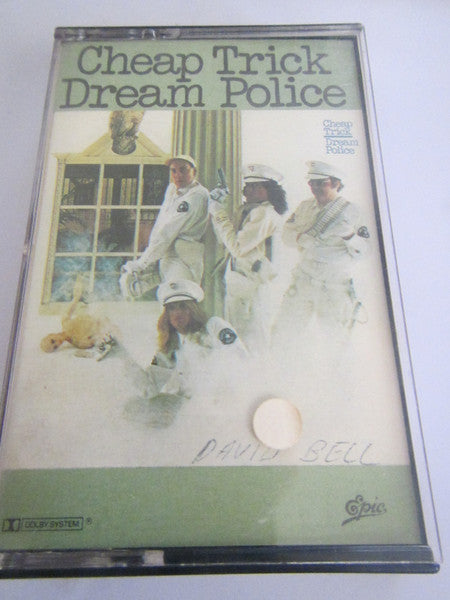 Cheap Trick
Dream Police
Cheap
Trick
Dream
Police
DAVID BELL
DOLBY SYSTEM ®
Epic